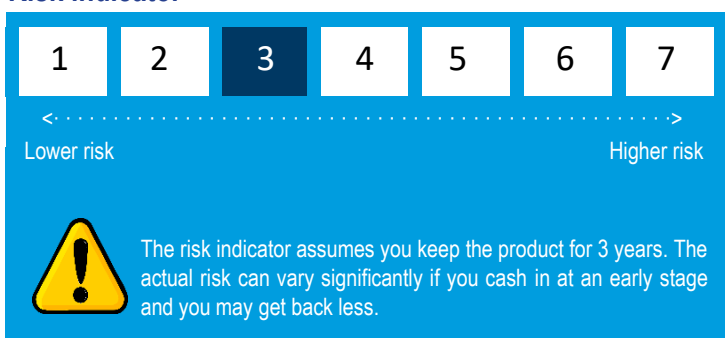 Risk Indicator
1 2 3 4 5 6 7
<· · · · · · · · · · · · · · · · · · · · · · · · · · · · · · · · · · · · · · · · · · · · · · · · · · · · · ·>
Lower risk Higher risk
The risk indicator assumes you keep the product for 3 years. The
actual risk can vary significantly if you cash in at an early stage
and you may get back less.